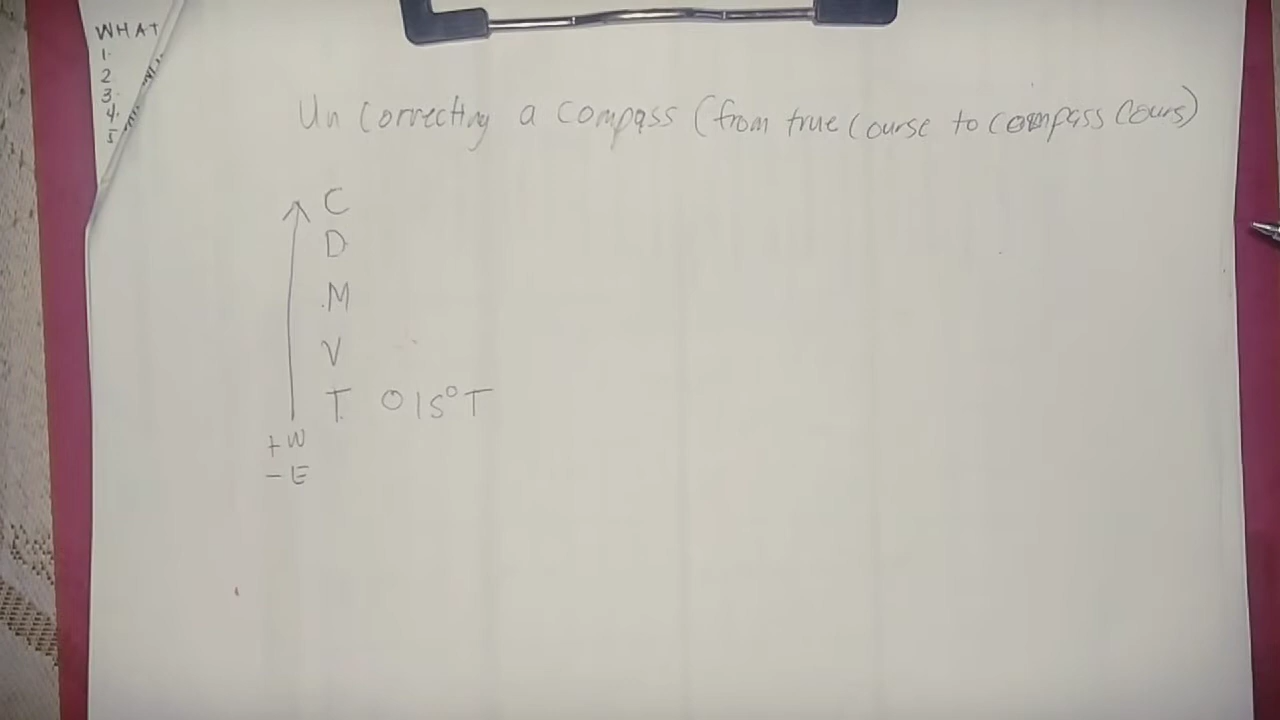 WHAT
1.
2
3.
4.
5
Un correcting a compass (from true course to compass cours)
C
D
M
V
T 015°T
+W
-E